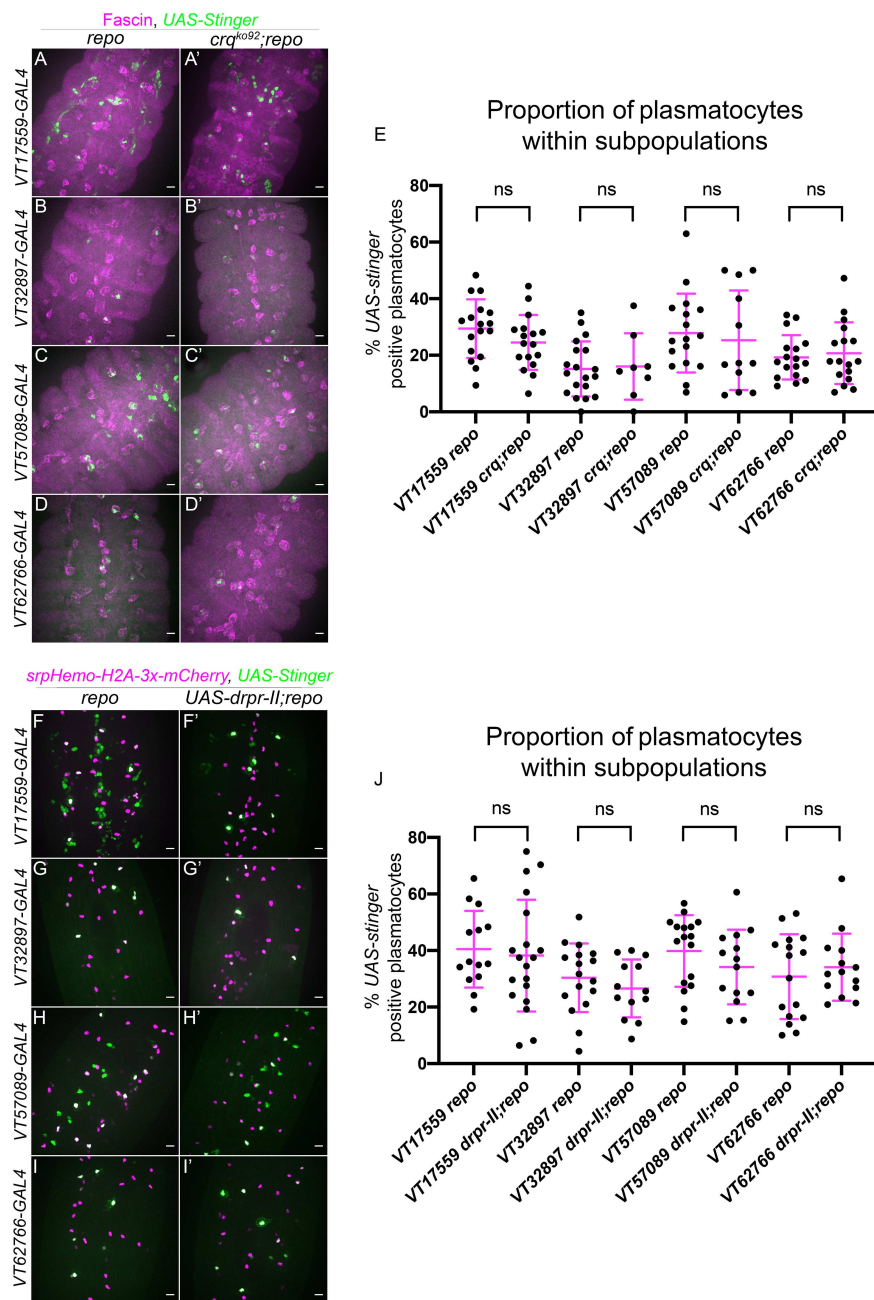 Fascin, UAS-Stinger
repo
crqko92;repo
A
A'
VT17559-GAL4
B
B'
VT32897-GAL4
C
C'
VT57089-GAL4
D
D'
VT62766-GAL4
E
Proportion of plasmatocytes
within subpopulations
% UAS-stinger
positive plasmatocytes
80
60
40
20
0
ns
ns
ns
ns
VT17559 repo
VT17559 crq;repo
VT32897 repo
VT32897 crq;repo
VT57089 repo
VT57089 crq;repo
VT62766 repo
VT62766 crq;repo
srpHemo-H2A-3x-mCherry, UAS-Stinger
repo
UAS-drpr-II;repo
F
F'
VT17559-GAL4
G
G'
VT32897-GAL4
H
H'
VT57089-GAL4
I
I'
VT62766-GAL4
J
Proportion of plasmatocytes
within subpopulations
% UAS-stinger
positive plasmatocytes
80
60
40
20
0
ns
ns
ns
ns
VT17559 repo
VT17559 drpr-II;repo
VT32897 repo
VT32897 drpr-II;repo
VT57089 repo
VT57089 drpr-II;repo
VT62766 repo
VT62766 drpr-II;repo